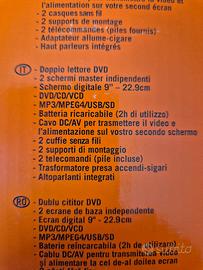 l'alimentation sur
votre second écran
- 2 casques sans fil
- 2 supports de montage
- 2 télécommandes (piles fournis)
- Adaptateur allume-cigare
- Haut parleurs intégrés
IT - Doppio lettore DVD
- 2 schermi master indipendenti
- Schermo digitale 9" - 22.9cm
- DVD/CD/VCD
- MP3/MPEG4/USB/SD
- Batteria ricaricabile (2h di utilizzo)
- Cavo DC/AV per trasmettere il video e
l'alimentazione sul vostro secondo schermo
- 2 cuffie senza fili
- 2 supporti di montaggio
- 2 telecomandi (pile incluse)
- Trasformatore presa accendi-sigari
- Altoparlanti integrati
RO - Dublu cititor DVD
- 2 ecrane de baza independente
- Ecran digital 9" - 22.9cm
- DVD/CD/VCD
- MP3/MPEG4/USB/SD
- Baterie reincarcabila (2h de utilizare)
- Cablu DC/AV pentru transmitelea video
şi alimentare la cel de-al doilea ecran